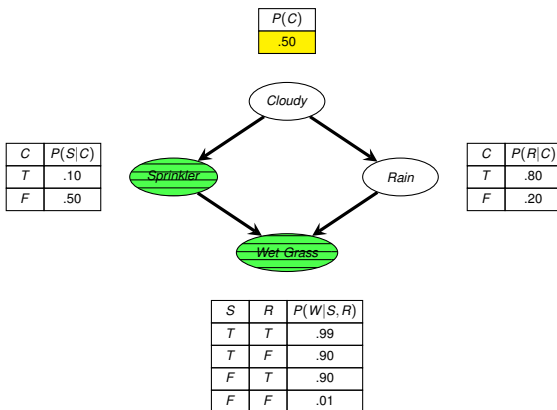 P(C)
.50
Cloudy
C P(S|C)
T .10
F .50
Sprinkler
Rain
C P(R|C)
T .80
F .20
Wet Grass
S R P(W|S, R)
T T .99
T F .90
F T .90
F F .01